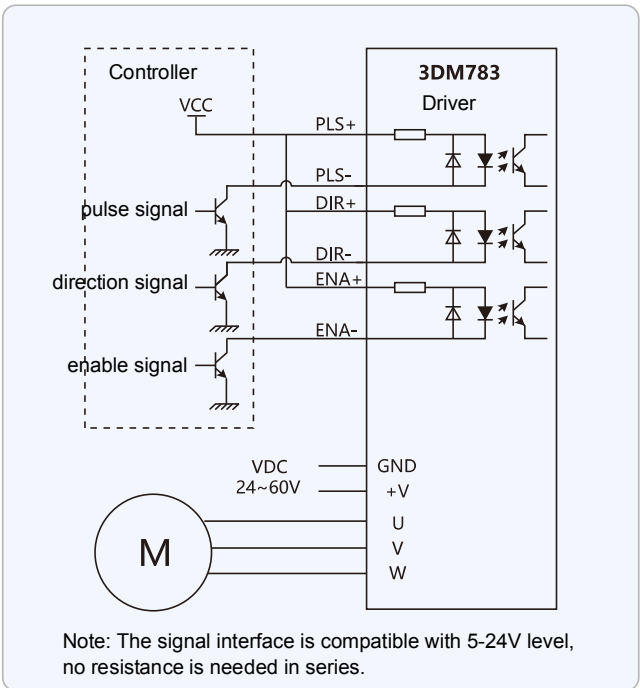 Controller
3DM783
Driver
VCC
PLS+
PLS-
pulse signal
DIR+
DIR-
direction signal
ENA+
ENA-
enable signal
VDC
24~60V
GND
+V
U
V
W
M
Note: The signal interface is compatible with 5-24V level,
no resistance is needed in series.